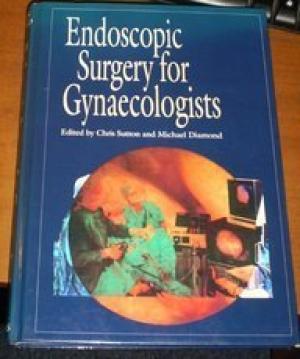 Endoscopic
Surgery for
Gynaecologists
Edited by Chris Sutton and Michael Diamond